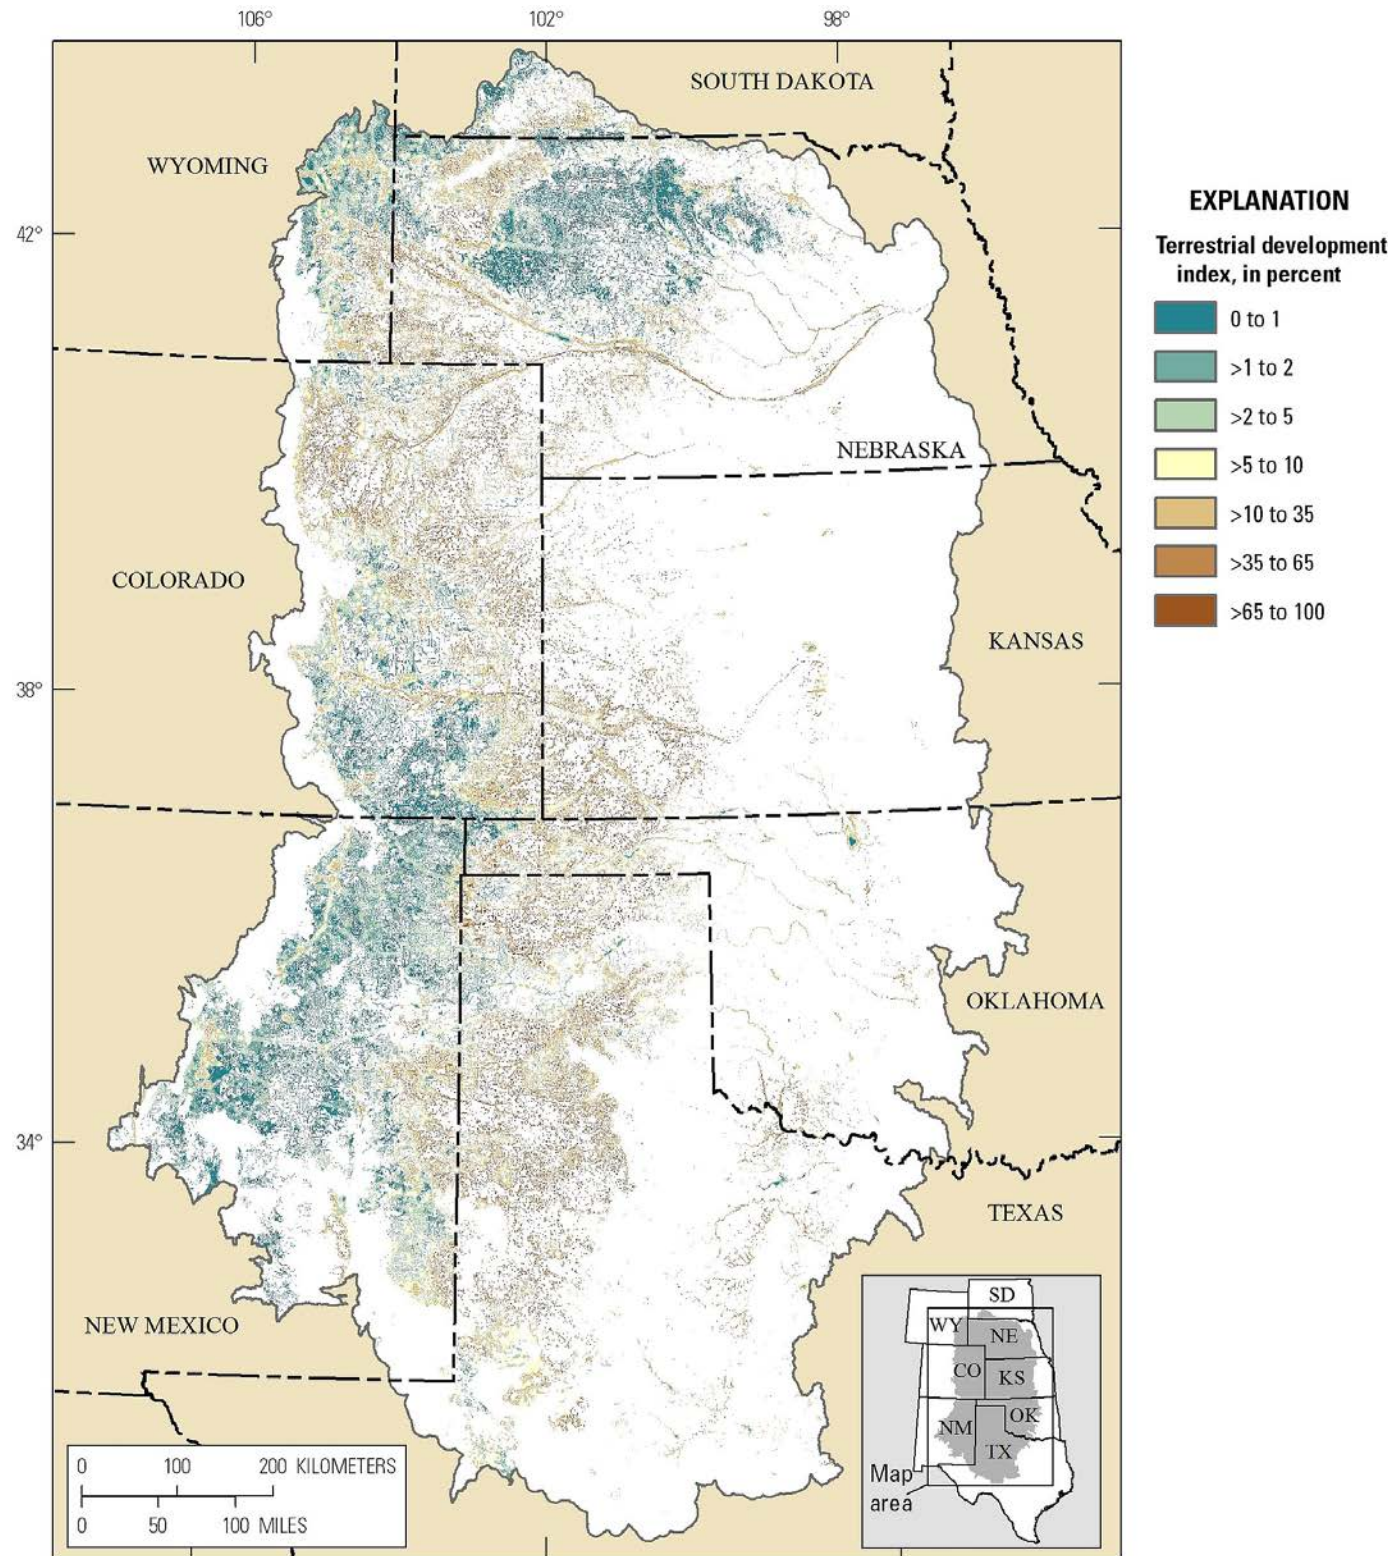 106° 102° 98°
SOUTH DAKOTA
WYOMING
EXPLANATION
42°
Terrestrial development
index, in percent
0 to 1
>1 to 2
>2 to 5
NEBRASKA
>5 to 10
>10 to 35
COLORADO
>35 to 65
>65 to 100
KANSAS
38°
OKLAHOMA
34°
TEXAS
NEW MEXICO
SD
WY NE
CO KS
NM OK
TX
Map
area
0 100 200 KILOMETERS
0 50 100 MILES